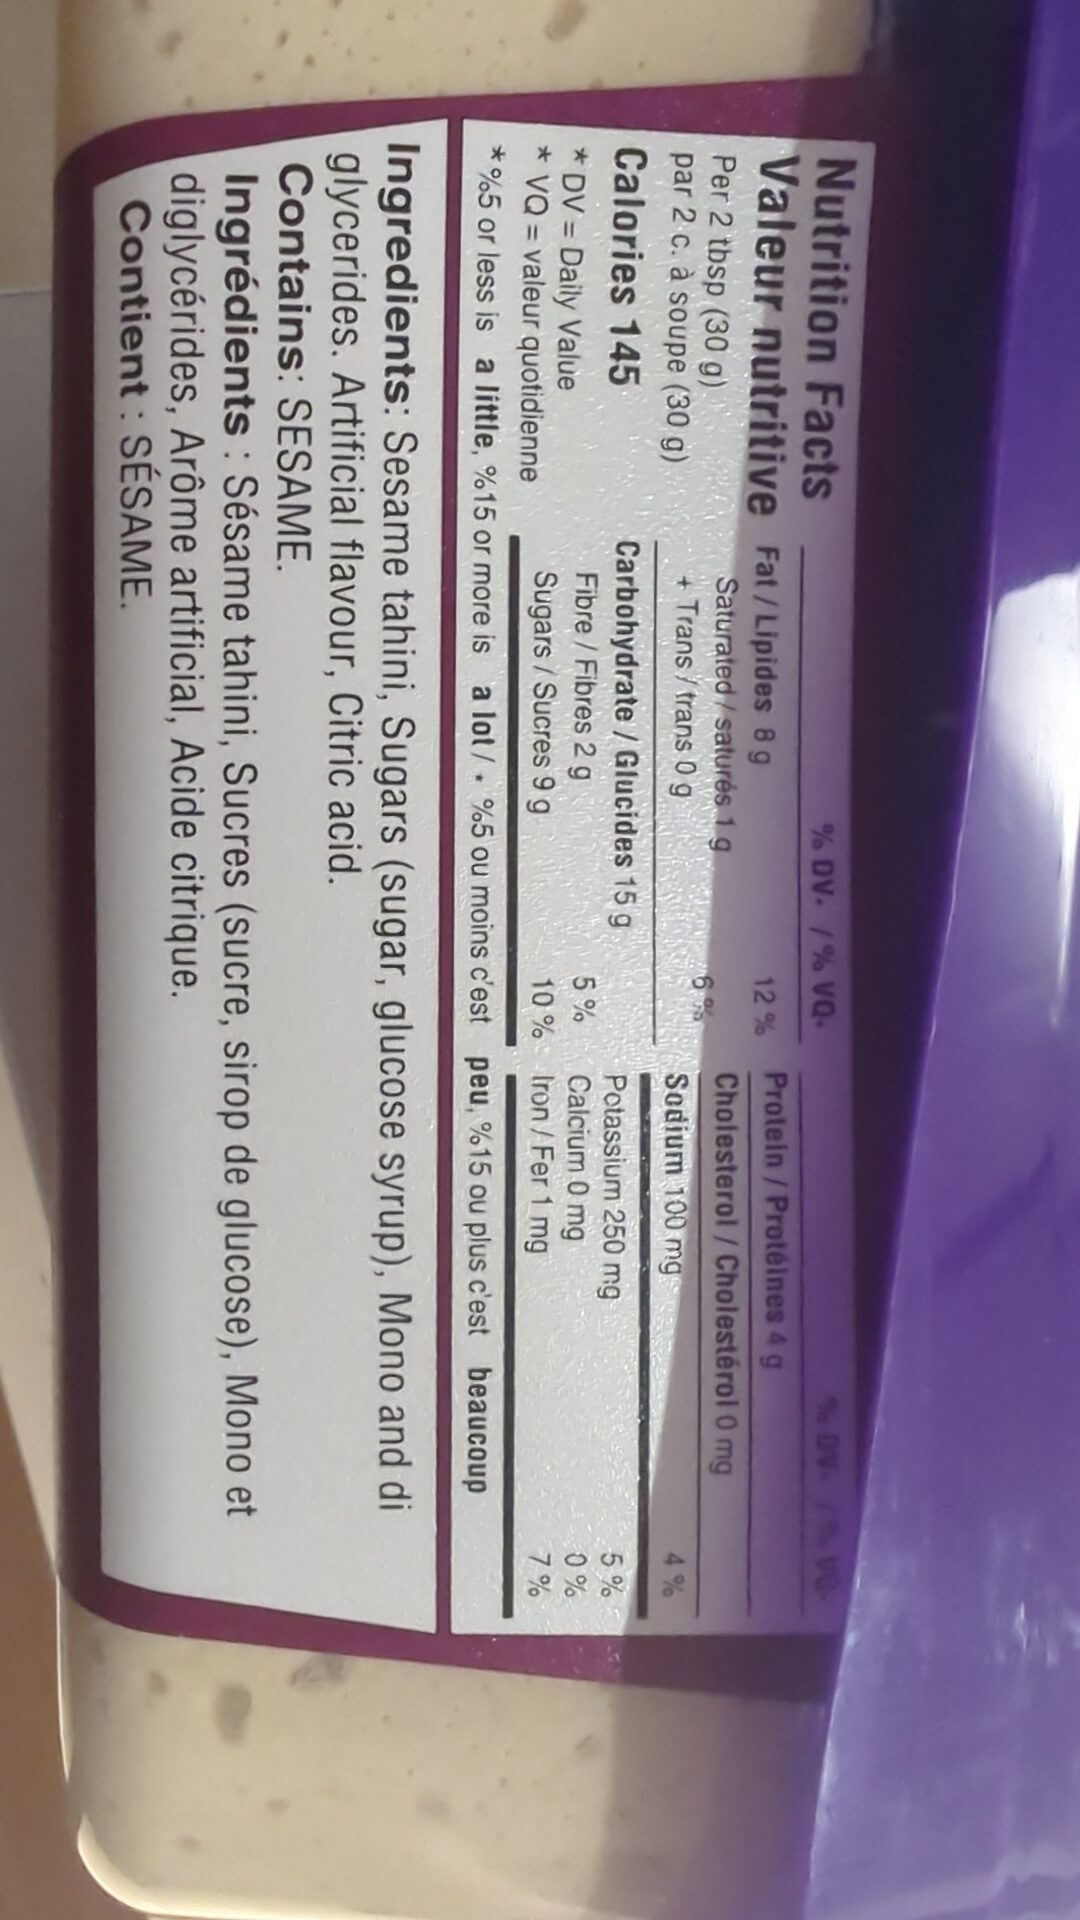 Nutrition Facts
Valeur nutritive
Per 2 tbsp (30 g)
par 2 c. à soupe (30 g)
Calories 145
* DV = Daily Value
* VQ = valeur quotidienne
% DV* / % VQ*
Fat / Lipides 8 g 12 %
Saturated / saturés 1 g
+ Trans / trans 0 g 6 %
Carbohydrate / Glucides 15 g
Fibre / Fibres 2 g 5 %
Sugars / Sucres 9 g 10 %
% DV* / % VQ*
Protein / Protéines 4 g
Cholesterol / Cholestérol 0 mg
Sodium 100 mg 4 %
Potassium 250 mg 5 %
Calcium 0 mg 0 %
Iron / Fer 1 mg 7 %
*%5 or less is a little, %15 or more is a lot / * %5 ou moins c'est peu, %15 ou plus c'est beaucoup
Ingredients: Sesame tahini, Sugars (sugar, glucose syrup), Mono and di
glycerides. Artificial flavour, Citric acid.
Contains: SESAME.
Ingrédients : Sésame tahini, Sucres (sucre, sirop de glucose), Mono et
diglycérides, Arôme artificial, Acide citrique.
Contient : SÉSAME.